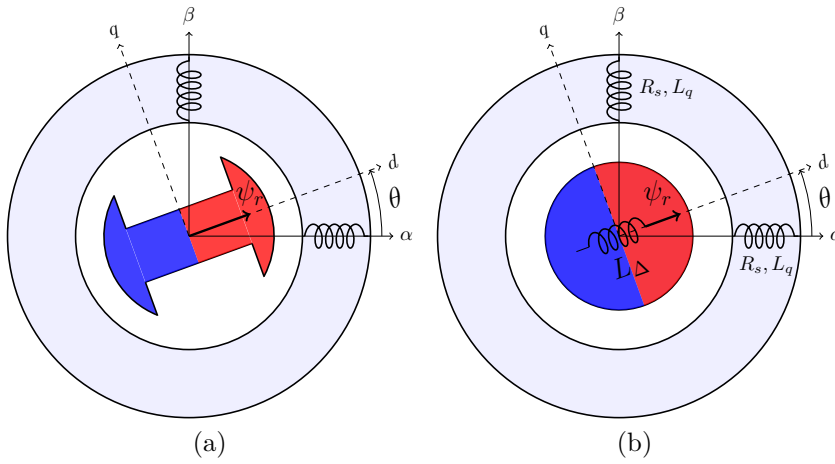 β
q
d
θ
ψ_r
α
(a)
β
q
R_s, L_q
d
θ
ψ_r
α
L_Δ
R_s, L_q
(b)